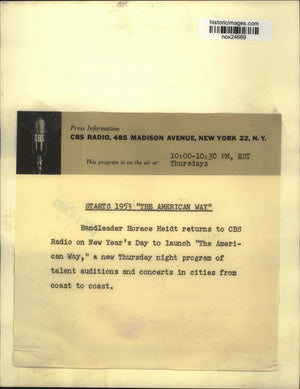 historicimages.com
nox24669
Press Information
CBS
CBS RADIO, 485 MADISON AVENUE, NEW YORK 22, N.Y.
This program is on the air at:
10:00-10:30 PM, EST
Thursdays
STARTS 1953 "THE AMERICAN WAY"
Bandleader Horace Heidt returns to CBS
Radio on New Year's Day to launch "The Ameri-
can Way," a new Thursday night program of
talent auditions and concerts in cities from
coast to coast.